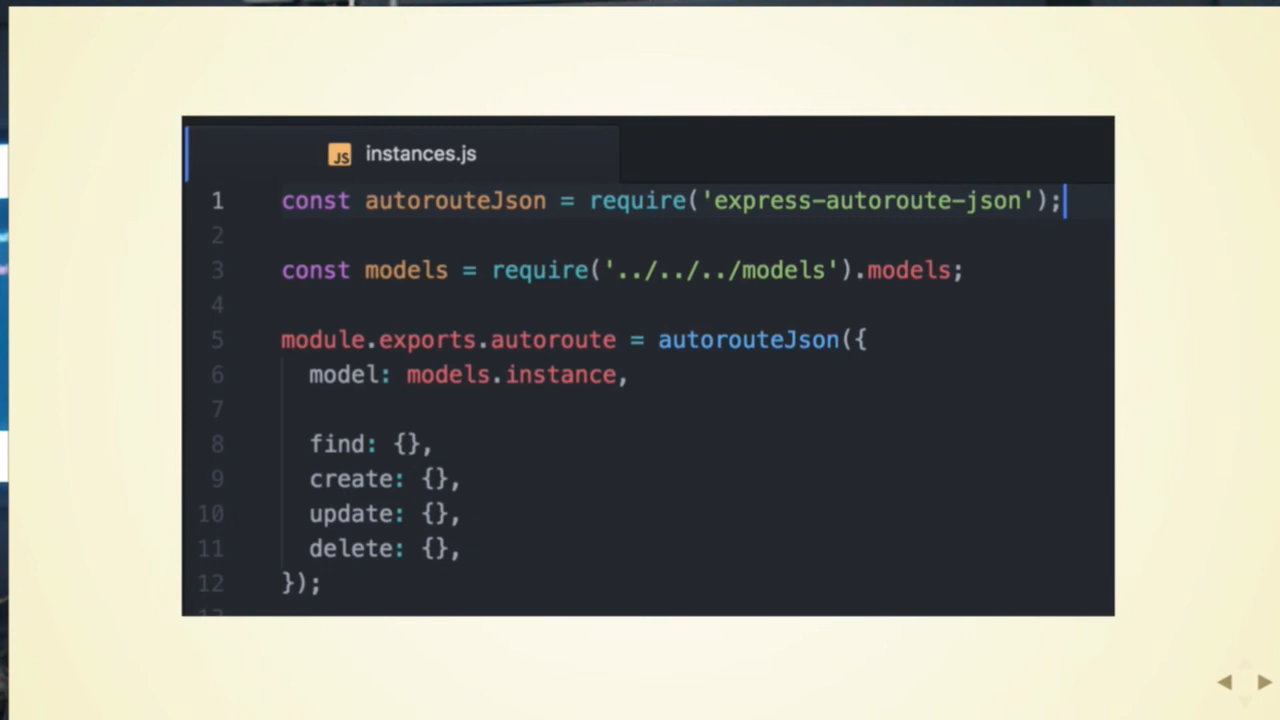 JS instances.js
1 const autorouteJson = require('express-autoroute-json');
2
3 const models = require('../../../models').models;
4
5 module.exports.autoroute = autorouteJson({
6 model: models.instance,
7
8 find: {},
9 create: {},
10 update: {},
11 delete: {},
12 });